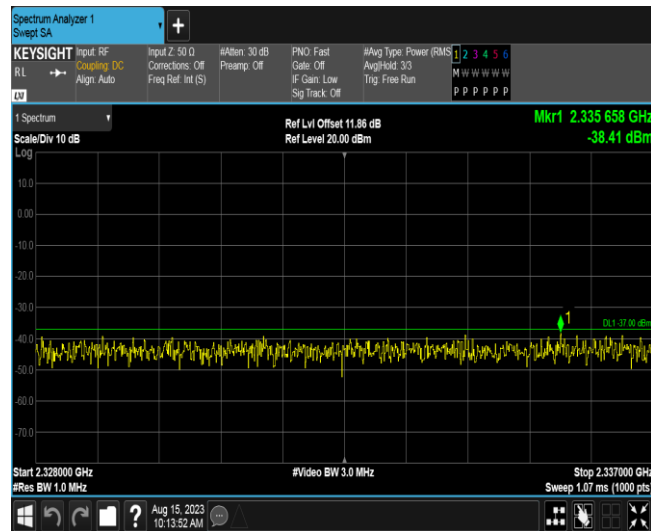 Spectrum Analyzer 1
Swept SA
+
KEYSIGHT
RL
LXI
Input: RF
Coupling: DC
Align: Auto
Input Z: 50 Ω
Corrections: Off
Freq Ref: Int (S)
#Atten: 30 dB
Preamp: Off
PNO: Fast
Gate: Off
IF Gain: Low
Sig Track: Off
#Avg Type: Power (RMS
Avg|Hold: 3/3
Trig: Free Run
1 2 3 4 5 6
M W W W W W
P P P P P P
1 Spectrum
Scale/Div 10 dB
Log
Ref Lvl Offset 11.86 dB
Ref Level 20.00 dBm
Mkr1 2.335 658 GHz
-38.41 dBm
10.0
0.00
-10.0
-20.0
-30.0
1
DL1 -37.00 dBm
-40.0
-50.0
-60.0
-70.0
Start 2.328000 GHz
#Video BW 3.0 MHz
Stop 2.337000 GHz
#Res BW 1.0 MHz
Sweep 1.07 ms (1000 pts)
?
Aug 15, 2023
10:13:52 AM